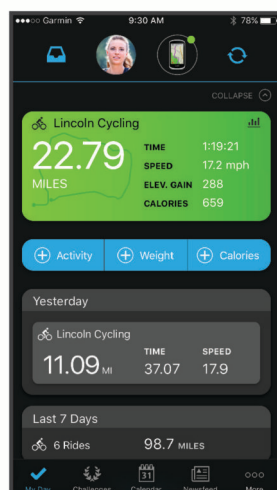 Garmin 9:30 AM 78%
COLLAPSE
Lincoln Cycling
22.79
MILES
TIME 1:19:21
SPEED 17.2 mph
ELEV. GAIN 288
CALORIES 659
Activity Weight Calories
Yesterday
Lincoln Cycling
11.09 MI
TIME SPEED
37.07 17.9
Last 7 Days
6 Rides 98.7 MILES
31
My Day Challenges Calendar Newsfeed More